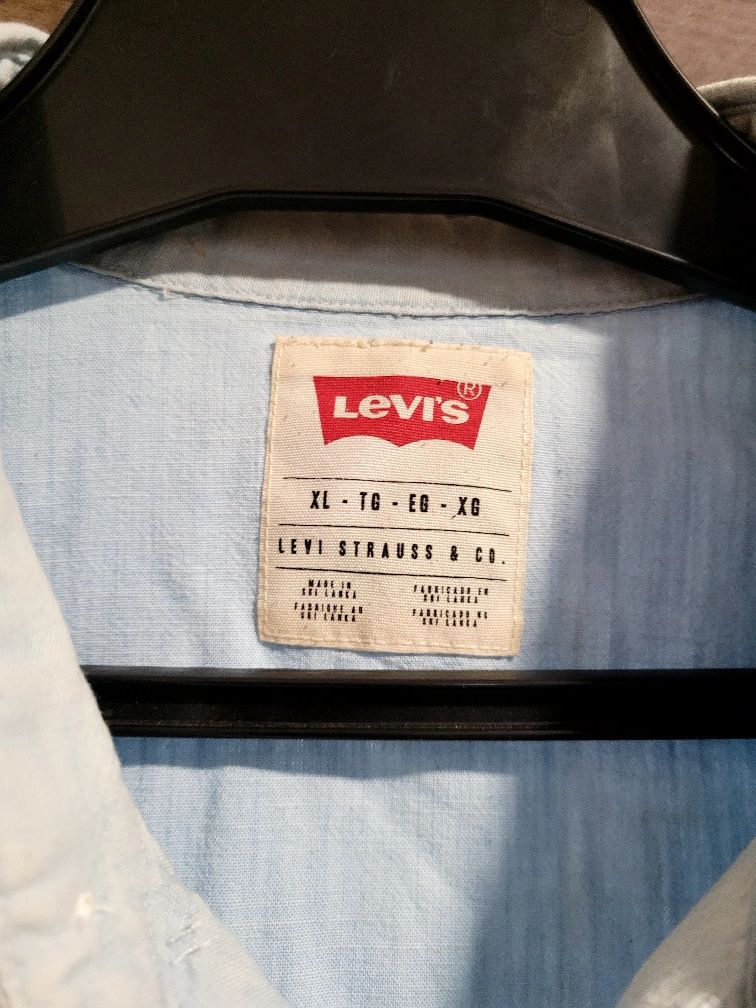 LEVI'S®
XL - TG - EG - XG
LEVI STRAUSS & CO.
MADE IN
SRI LANKA
FABRIQUE AU
SRI LANKA
FABRICADO EN
SRI LANKA
FABRICADO NO
SRI LANKA